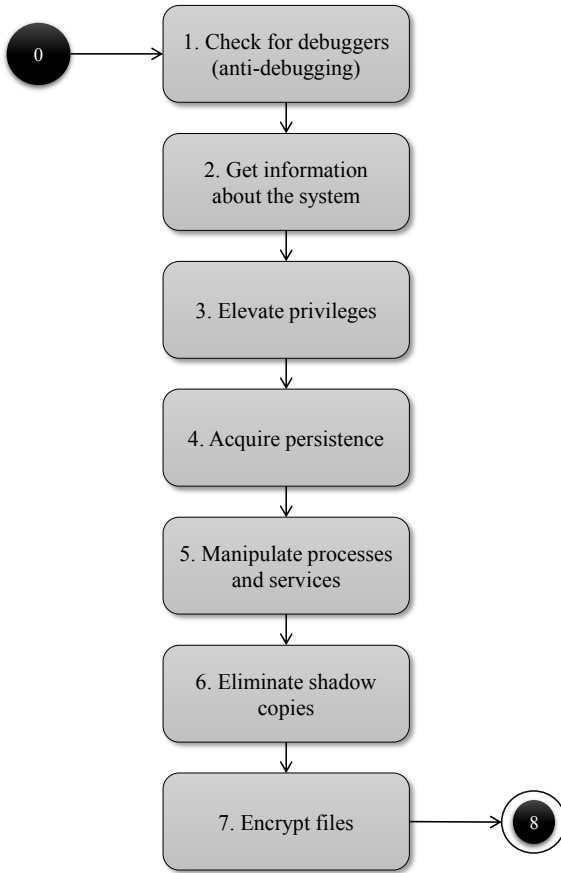 0
1. Check for debuggers
(anti-debugging)
2. Get information
about the system
3. Elevate privileges
4. Acquire persistence
5. Manipulate processes
and services
6. Eliminate shadow
copies
7. Encrypt files
8